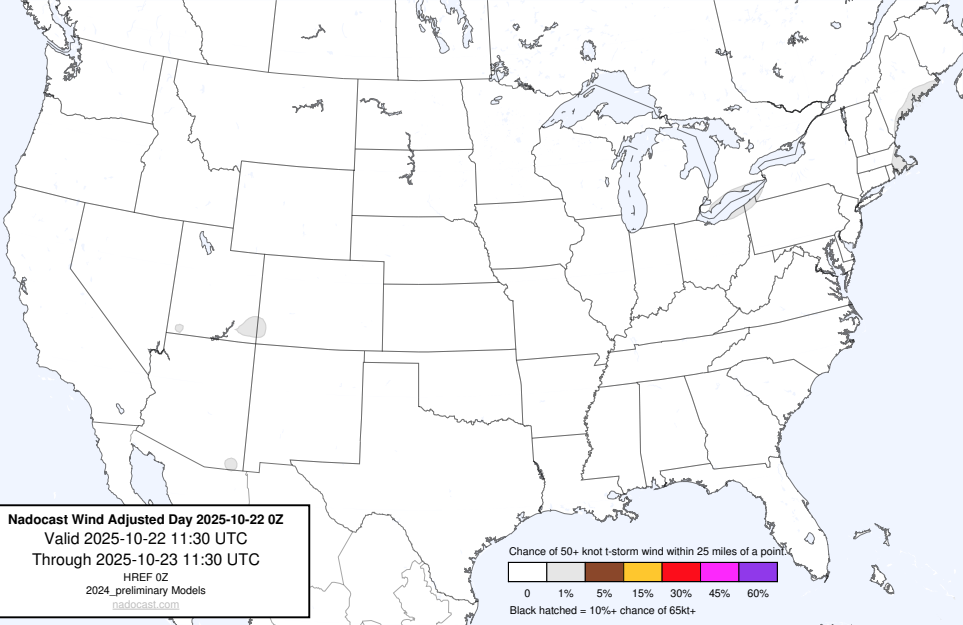 Nadocast Wind Adjusted Day 2025-10-22 0Z
Valid 2025-10-22 11:30 UTC
Through 2025-10-23 11:30 UTC
HREF 0Z
2024_preliminary Models
nadocast.com
Chance of 50+ knot t-storm wind within 25 miles of a point.
0 1% 5% 15% 30% 45% 60%
Black hatched = 10%+ chance of 65kt+